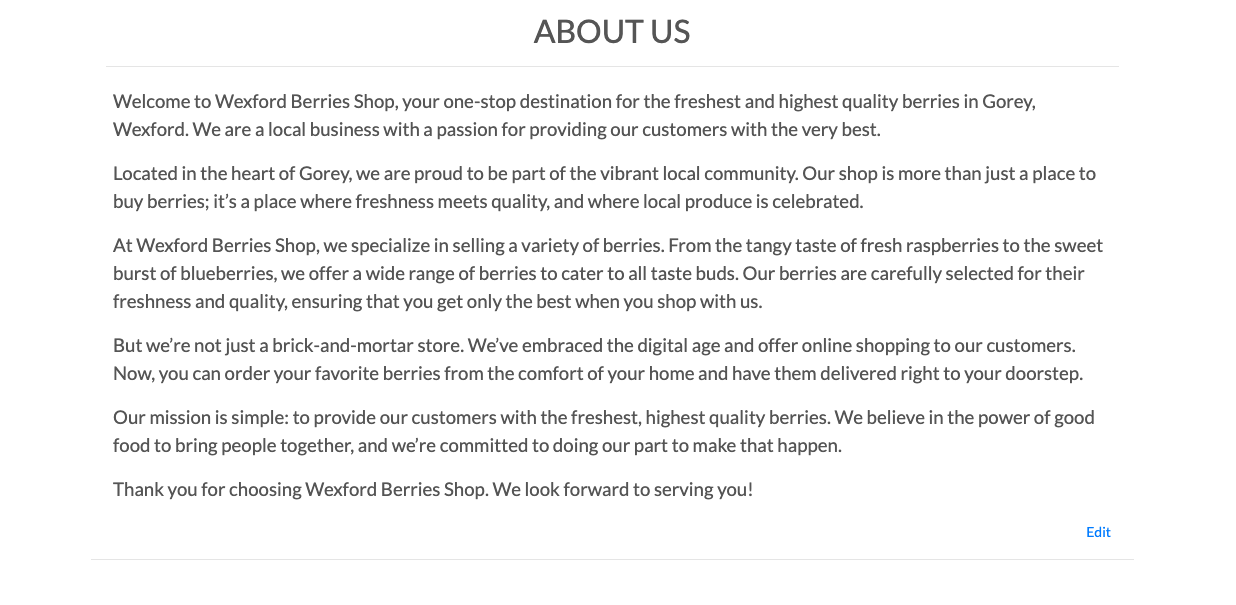 ABOUT US
Welcome to Wexford Berries Shop, your one-stop destination for the freshest and highest quality berries in Gorey,
Wexford. We are a local business with a passion for providing our customers with the very best.
Located in the heart of Gorey, we are proud to be part of the vibrant local community. Our shop is more than just a place to
buy berries; it’s a place where freshness meets quality, and where local produce is celebrated.
At Wexford Berries Shop, we specialize in selling a variety of berries. From the tangy taste of fresh raspberries to the sweet
burst of blueberries, we offer a wide range of berries to cater to all taste buds. Our berries are carefully selected for their
freshness and quality, ensuring that you get only the best when you shop with us.
But we’re not just a brick-and-mortar store. We’ve embraced the digital age and offer online shopping to our customers.
Now, you can order your favorite berries from the comfort of your home and have them delivered right to your doorstep.
Our mission is simple: to provide our customers with the freshest, highest quality berries. We believe in the power of good
food to bring people together, and we’re committed to doing our part to make that happen.
Thank you for choosing Wexford Berries Shop. We look forward to serving you!
Edit